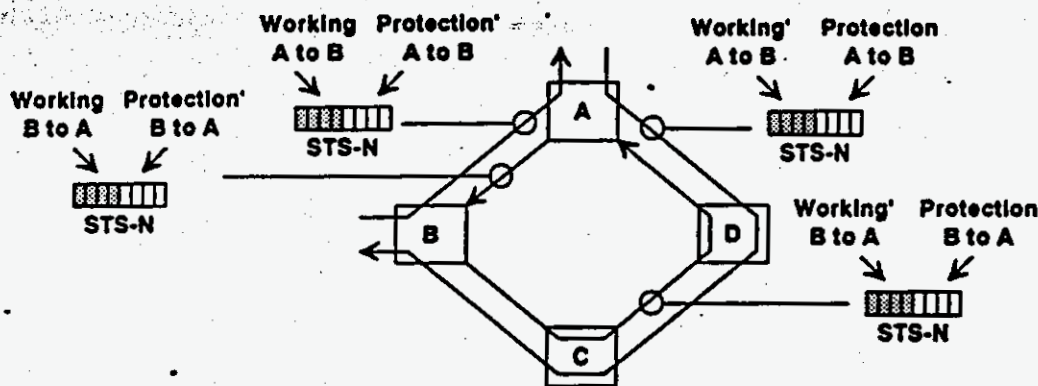 Working Protection'
A to B A to B
STS-N
Working' Protection
A to B A to B
STS-N
Working Protection'
B to A B to A
STS-N
A
B
D
C
Working' Protection
B to A B to A
STS-N